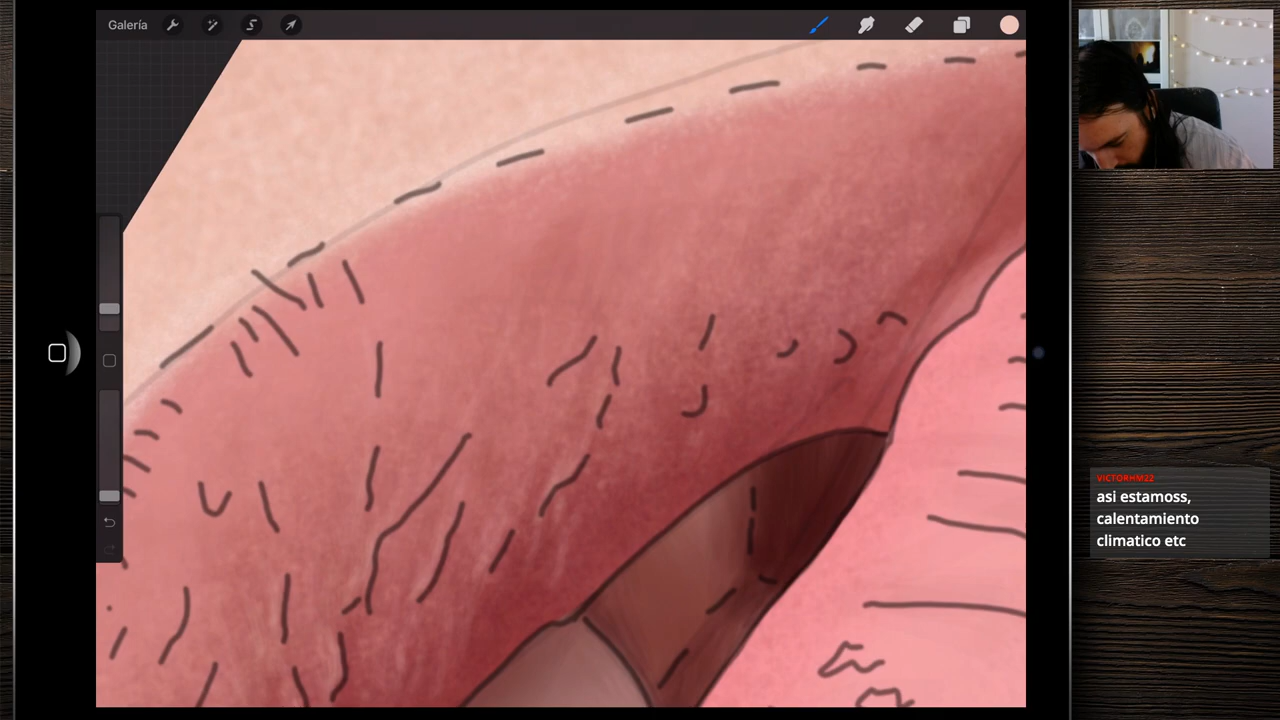 Galería
VICTORHM22
asi estamoss,
calentamiento
climatico etc